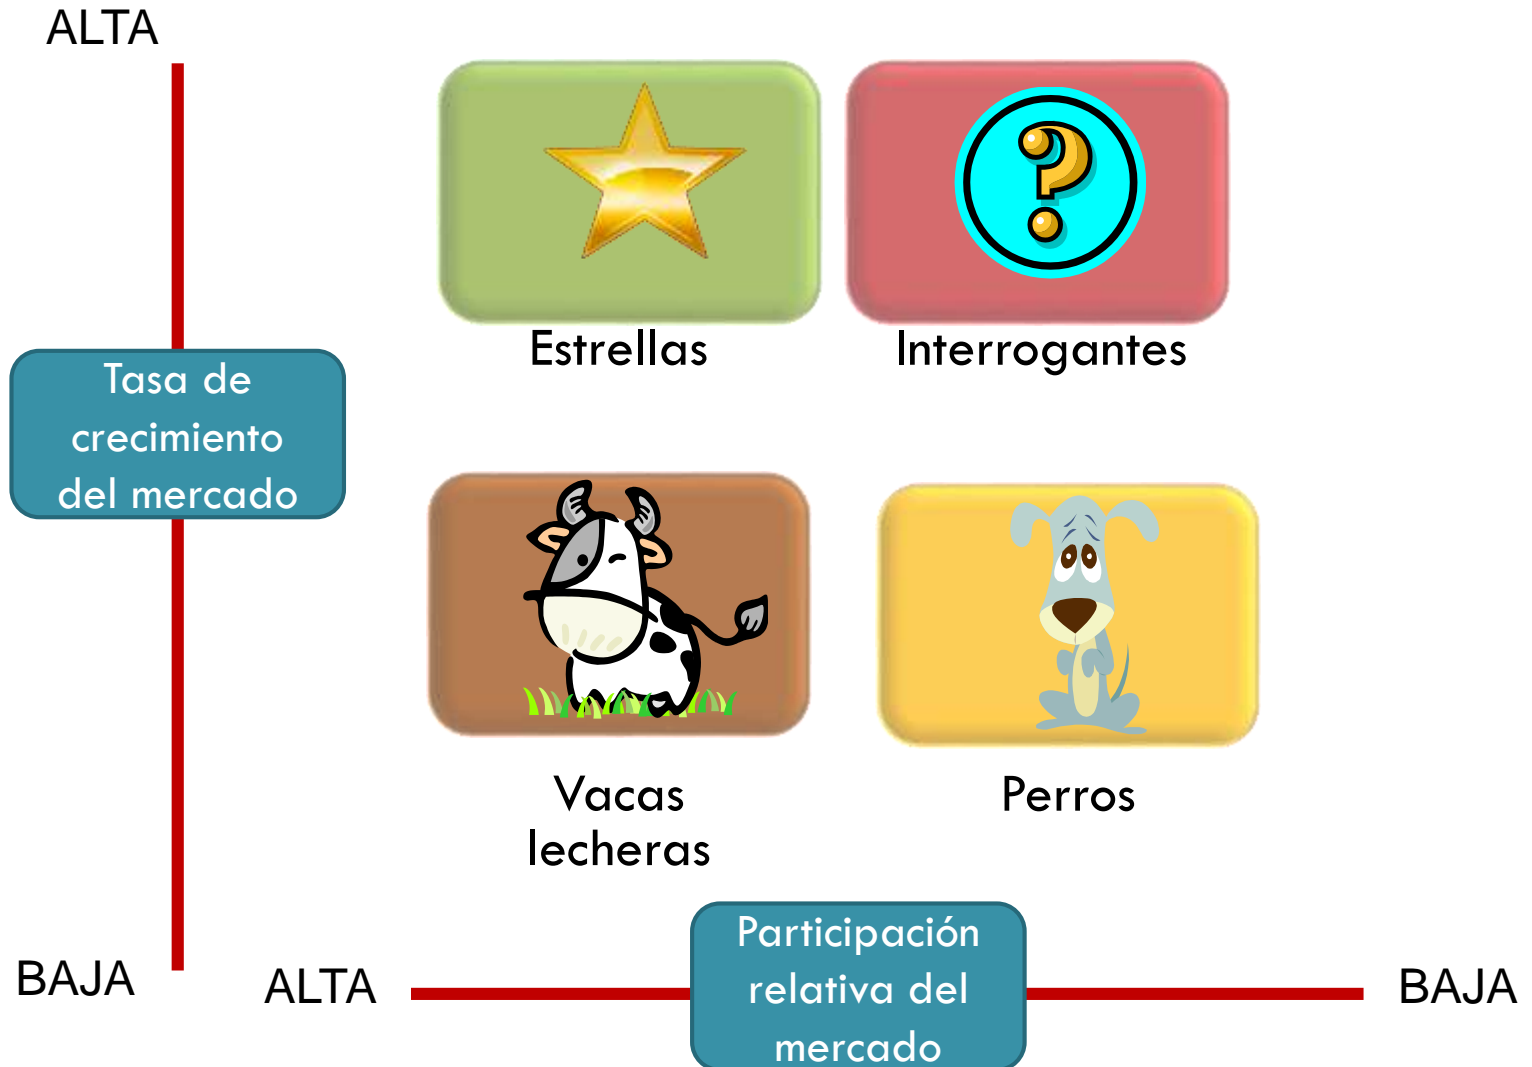 ALTA
Estrellas
Interrogantes
Tasa de
crecimiento
del mercado
Vacas
lecheras
Perros
BAJA
ALTA
Participación
relativa del
mercado
BAJA